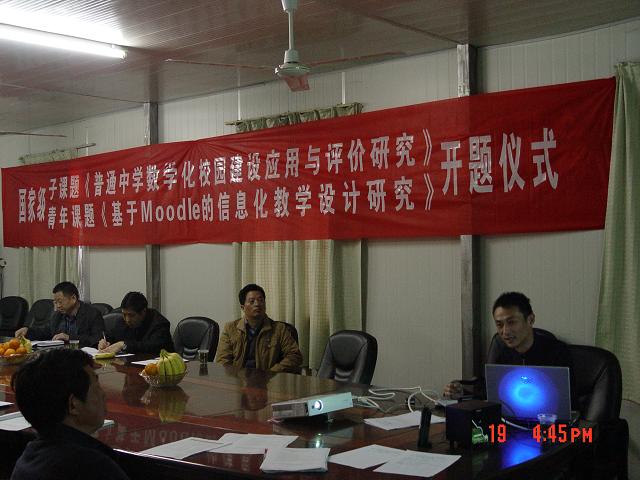 国家级 子课题《普通中学数字化校园建设应用与评价研究》开题仪式
青年课题《基于Moodle的信息化教学设计研究》
19 4:45PM